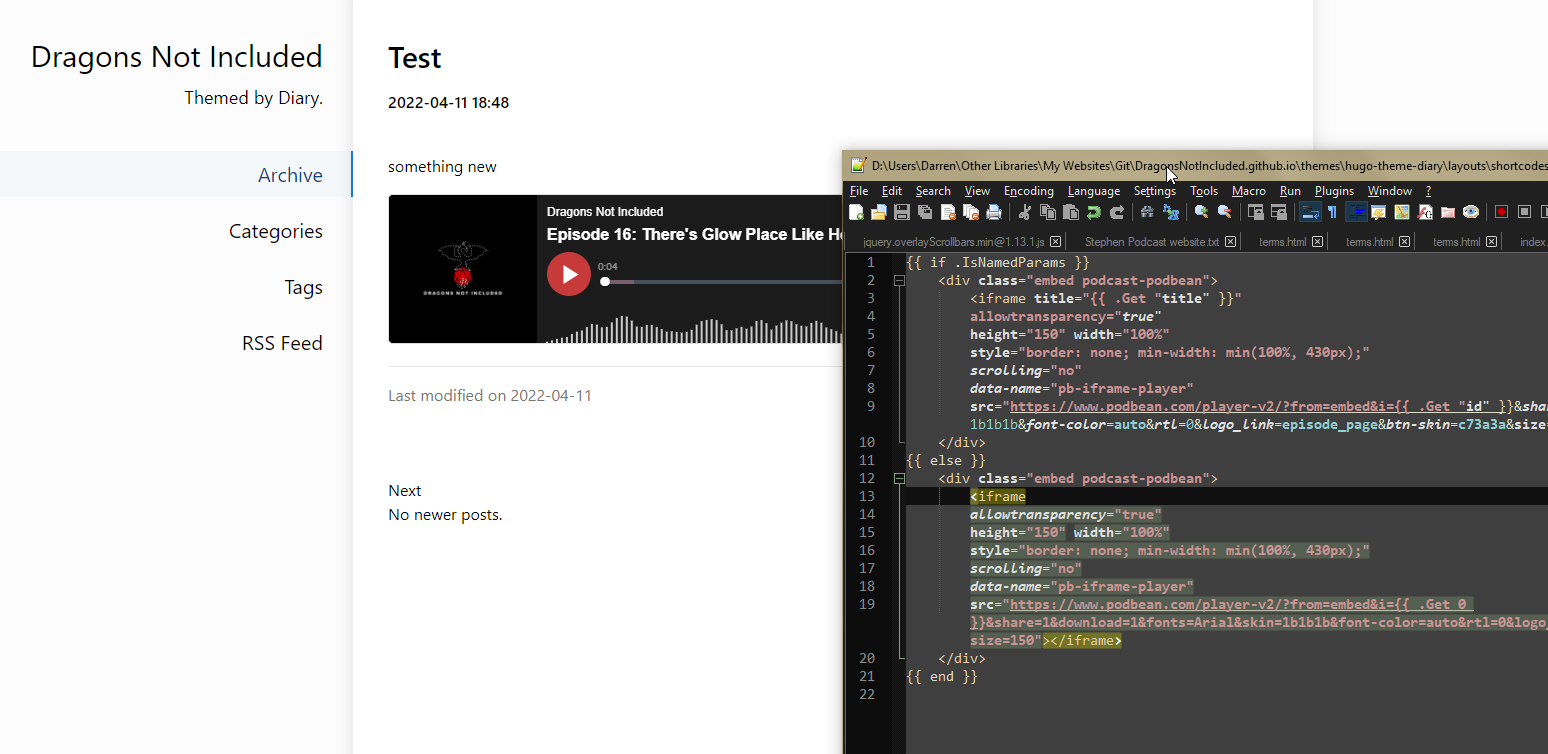 Dragons Not Included
Themed by Diary.
Archive
Categories
Tags
RSS Feed
Test
2022-04-11 18:48
something new
DRAGONS NOT INCLUDED
Dragons Not Included
Episode 16: There's Glow Place Like Ho
0:04
Last modified on 2022-04-11
Next
No newer posts.
D:\Users\Darren\Other Libraries\My Websites\Git\DragonsNotIncluded.github.io\themes\hugo-theme-diary\layouts\shortcodes
File Edit Search View Encoding Language Settings Tools Macro Run Plugins Window ?
jquery.overlayScrollbars.min@1.13.1.js Stephen Podcast website.txt terms.html terms.html terms.html index.
1 {{ if .IsNamedParams }}
2 <div class="embed podcast-podbean">
3 <iframe title="{{ .Get "title" }}"
4 allowtransparency="true"
5 height="150" width="100%"
6 style="border: none; min-width: min(100%, 430px);"
7 scrolling="no"
8 data-name="pb-iframe-player"
9 src="https://www.podbean.com/player-v2/?from=embed&i={{ .Get "id" }}&shar
1b1b1b&font-color=auto&rtl=0&logo_link=episode_page&btn-skin=c73a3a&size=
10 </div>
11 {{ else }}
12 <div class="embed podcast-podbean">
13 <iframe
14 allowtransparency="true"
15 height="150" width="100%"
16 style="border: none; min-width: min(100%, 430px);"
17 scrolling="no"
18 data-name="pb-iframe-player"
19 src="https://www.podbean.com/player-v2/?from=embed&i={{ .Get 0
}}&share=1&download=1&fonts=Arial&skin=1b1b1b&font-color=auto&rtl=0&logo_
size=150"></iframe>
20 </div>
21 {{ end }}
22